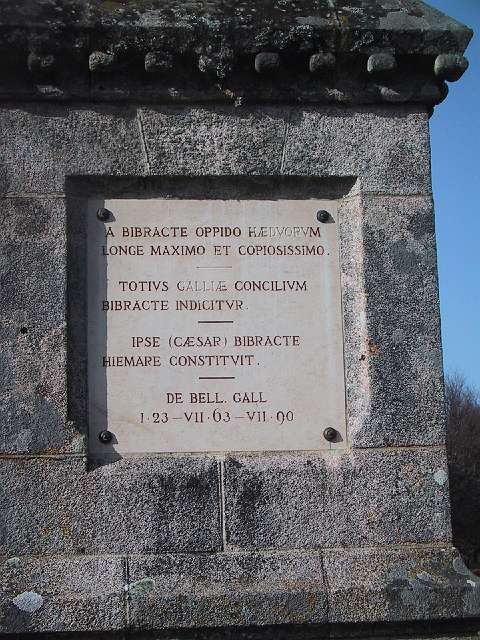 A BIBRACTE OPPIDO HÆDVORVM
LONGE MAXIMO ET COPIOSISSIMO.
TOTIVS GALLIÆ CONCILIVM
BIBRACTE INDICITVR.
IPSE (CÆSAR) BIBRACTE
HIEMARE CONSTITVIT.
DE BELL. GALL
I·23–VII·63–VII·90